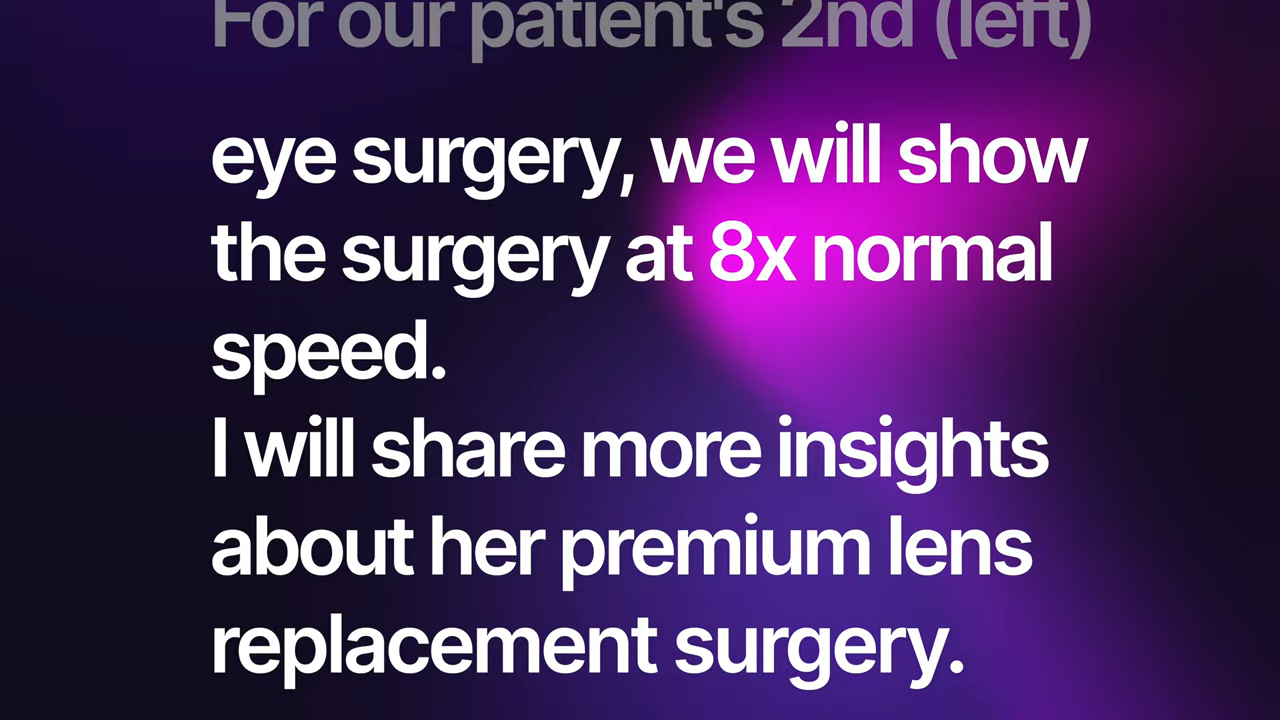 For our patient's 2nd (left)
eye surgery, we will show
the surgery at 8x normal
speed.
I will share more insights
about her premium lens
replacement surgery.